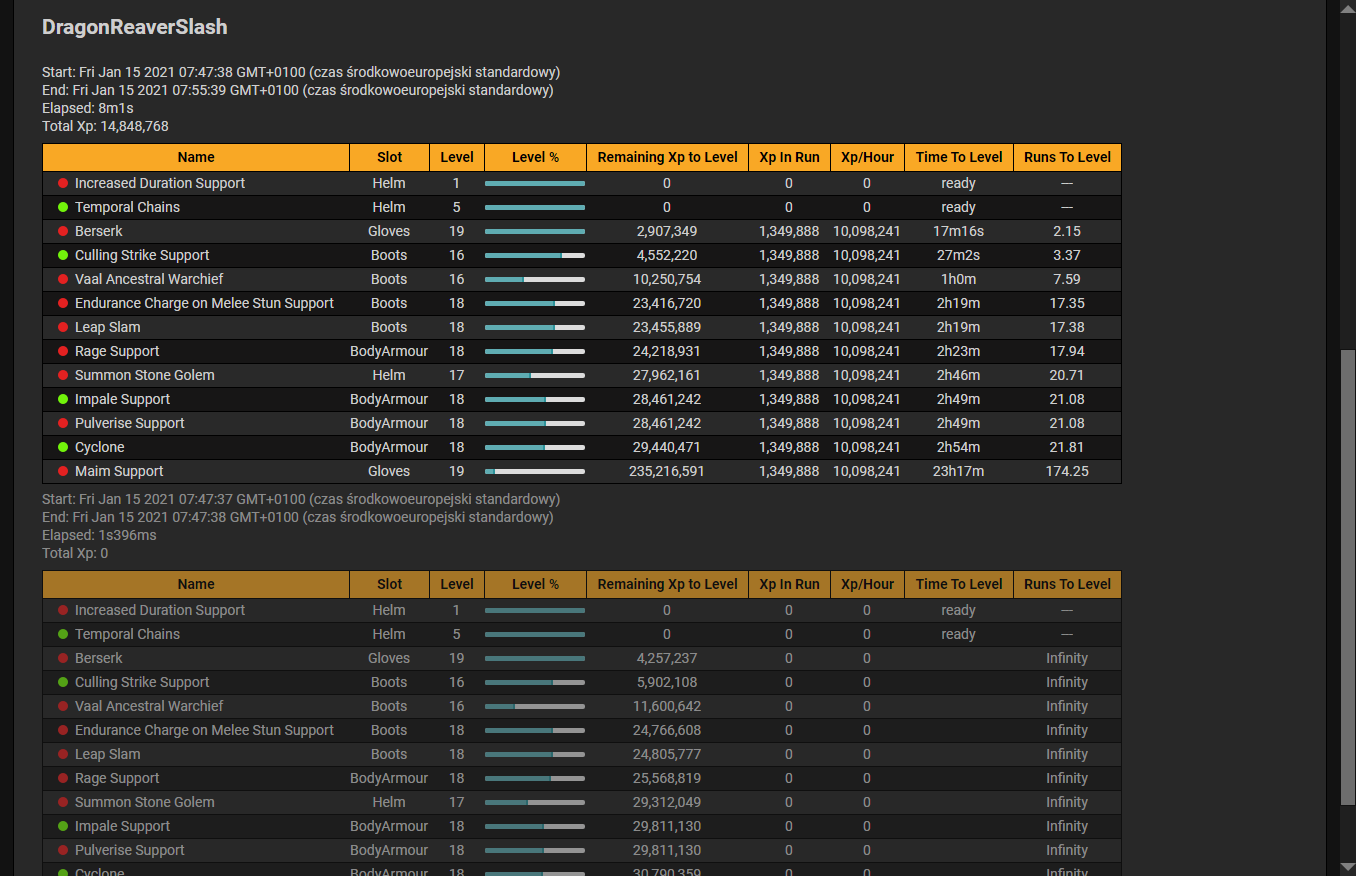 DragonReaverSlash
Start: Fri Jan 15 2021 07:47:38 GMT+0100 (czas środkowoeuropejski standardowy)
End: Fri Jan 15 2021 07:55:39 GMT+0100 (czas środkowoeuropejski standardowy)
Elapsed: 8m1s
Total Xp: 14,848,768
Name Slot Level Level % Remaining Xp to Level Xp In Run Xp/Hour Time To Level Runs To Level
Increased Duration Support Helm 1 0 0 0 ready —
Temporal Chains Helm 5 0 0 0 ready —
Berserk Gloves 19 2,907,349 1,349,888 10,098,241 17m16s 2.15
Culling Strike Support Boots 16 4,552,220 1,349,888 10,098,241 27m2s 3.37
Vaal Ancestral Warchief Boots 16 10,250,754 1,349,888 10,098,241 1h0m 7.59
Endurance Charge on Melee Stun Support Boots 18 23,416,720 1,349,888 10,098,241 2h19m 17.35
Leap Slam Boots 18 23,455,889 1,349,888 10,098,241 2h19m 17.38
Rage Support BodyArmour 18 24,218,931 1,349,888 10,098,241 2h23m 17.94
Summon Stone Golem Helm 17 27,962,161 1,349,888 10,098,241 2h46m 20.71
Impale Support BodyArmour 18 28,461,242 1,349,888 10,098,241 2h49m 21.08
Pulverise Support BodyArmour 18 28,461,242 1,349,888 10,098,241 2h49m 21.08
Cyclone BodyArmour 18 29,440,471 1,349,888 10,098,241 2h54m 21.81
Maim Support Gloves 19 235,216,591 1,349,888 10,098,241 23h17m 174.25
Start: Fri Jan 15 2021 07:47:37 GMT+0100 (czas środkowoeuropejski standardowy)
End: Fri Jan 15 2021 07:47:38 GMT+0100 (czas środkowoeuropejski standardowy)
Elapsed: 1s396ms
Total Xp: 0
Name Slot Level Level % Remaining Xp to Level Xp In Run Xp/Hour Time To Level Runs To Level
Increased Duration Support Helm 1 0 0 0 ready —
Temporal Chains Helm 5 0 0 0 ready —
Berserk Gloves 19 4,257,237 0 0 Infinity
Culling Strike Support Boots 16 5,902,108 0 0 Infinity
Vaal Ancestral Warchief Boots 16 11,600,642 0 0 Infinity
Endurance Charge on Melee Stun Support Boots 18 24,766,608 0 0 Infinity
Leap Slam Boots 18 24,805,777 0 0 Infinity
Rage Support BodyArmour 18 25,568,819 0 0 Infinity
Summon Stone Golem Helm 17 29,312,049 0 0 Infinity
Impale Support BodyArmour 18 29,811,130 0 0 Infinity
Pulverise Support BodyArmour 18 29,811,130 0 0 Infinity
Cyclone BodyArmour 18 30,790,359 0 0 Infinity